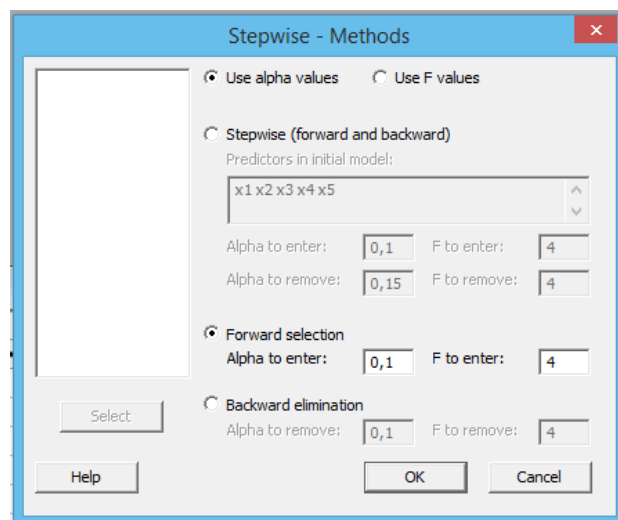 Stepwise - Methods
Use alpha values Use F values
Stepwise (forward and backward)
Predictors in initial model:
x1 x2 x3 x4 x5
Alpha to enter: 0,1 F to enter: 4
Alpha to remove: 0,15 F to remove: 4
Forward selection
Alpha to enter: 0,1 F to enter: 4
Backward elimination
Select
Alpha to remove: 0,1 F to remove: 4
Help OK Cancel